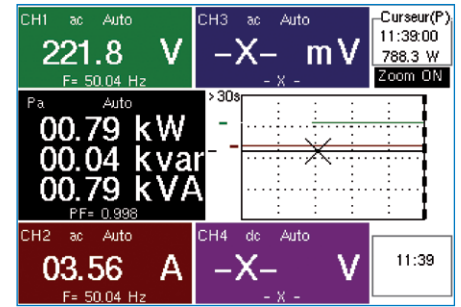 CH1 ac Auto
221.8 V
F= 50.04 Hz
CH3 ac Auto
-X- mV
- X -
Curseur(P)
11:39:00
788.3 W
Zoom ON
Pa Auto
00.79 kW
00.04 kvar
00.79 kVA
PF= 0.998
>30s
CH2 ac Auto
03.56 A
F= 50.04 Hz
CH4 dc Auto
-X- V
- X -
11:39